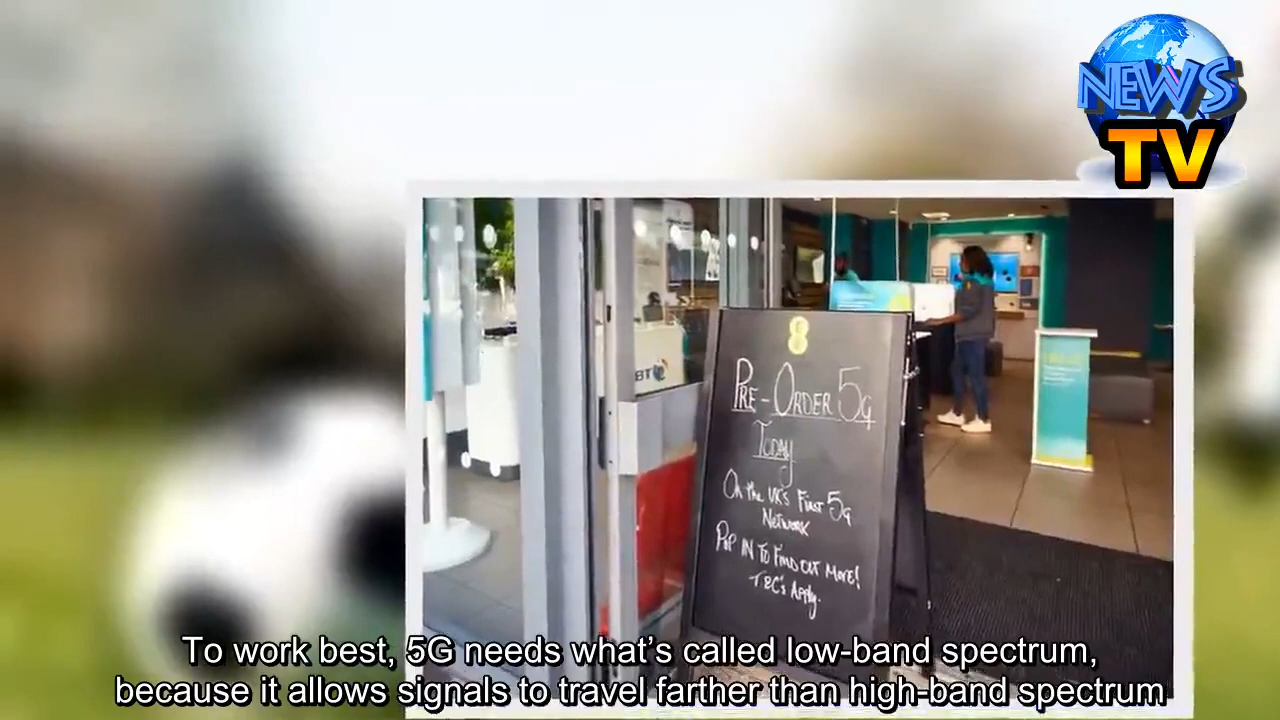 NEWS
TV
BT
8
PRE-ORDER 5G
TODAY
On the UK's First 5G
Network
POP IN TO FIND OUT MORE!
T&C's Apply.
To work best, 5G needs what's called low-band spectrum,
because it allows signals to travel farther than high-band spectrum